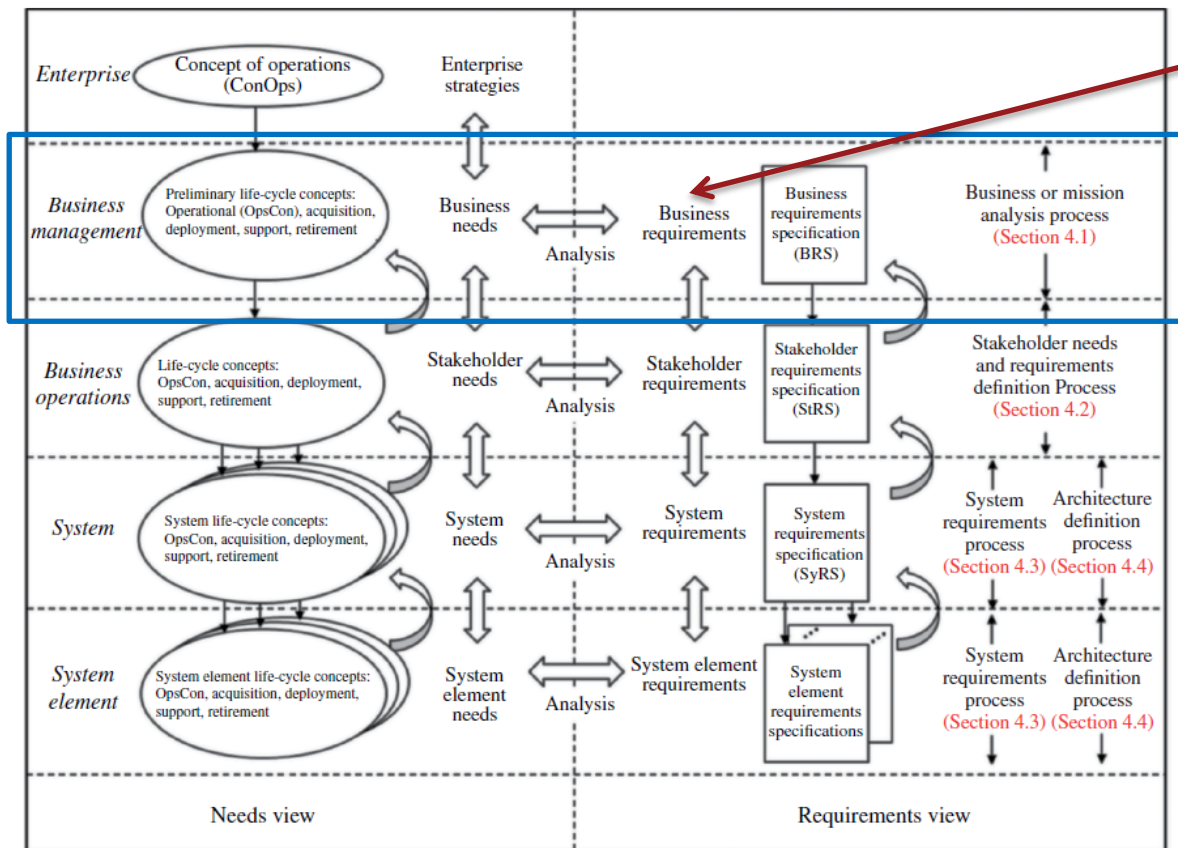 Enterprise
Concept of operations
(ConOps)
Enterprise
strategies
Business
management
Preliminary life-cycle concepts:
Operational (OpsCon), acquisition,
deployment, support, retirement
Business
needs
Analysis
Business
requirements
Business
requirements
specification
(BRS)
Business or mission
analysis process
(Section 4.1)
Business
operations
Life-cycle concepts:
OpsCon, acquisition, deployment,
support, retirement
Stakeholder
needs
Analysis
Stakeholder
requirements
Stakeholder
requirements
specification
(StRS)
Stakeholder needs
and requirements
definition Process
(Section 4.2)
System
System life-cycle concepts:
OpsCon, acquisition, deployment,
support, retirement
System
needs
Analysis
System
requirements
System
requirements
specification
(SyRS)
System
requirements
process
(Section 4.3)
Architecture
definition
process
(Section 4.4)
System
element
System element life-cycle concepts:
OpsCon, acquisition, deployment,
support, retirement
System
element
needs
Analysis
System element
requirements
System
element
requirements
specifications
System
requirements
process
(Section 4.3)
Architecture
definition
process
(Section 4.4)
Needs view
Requirements view